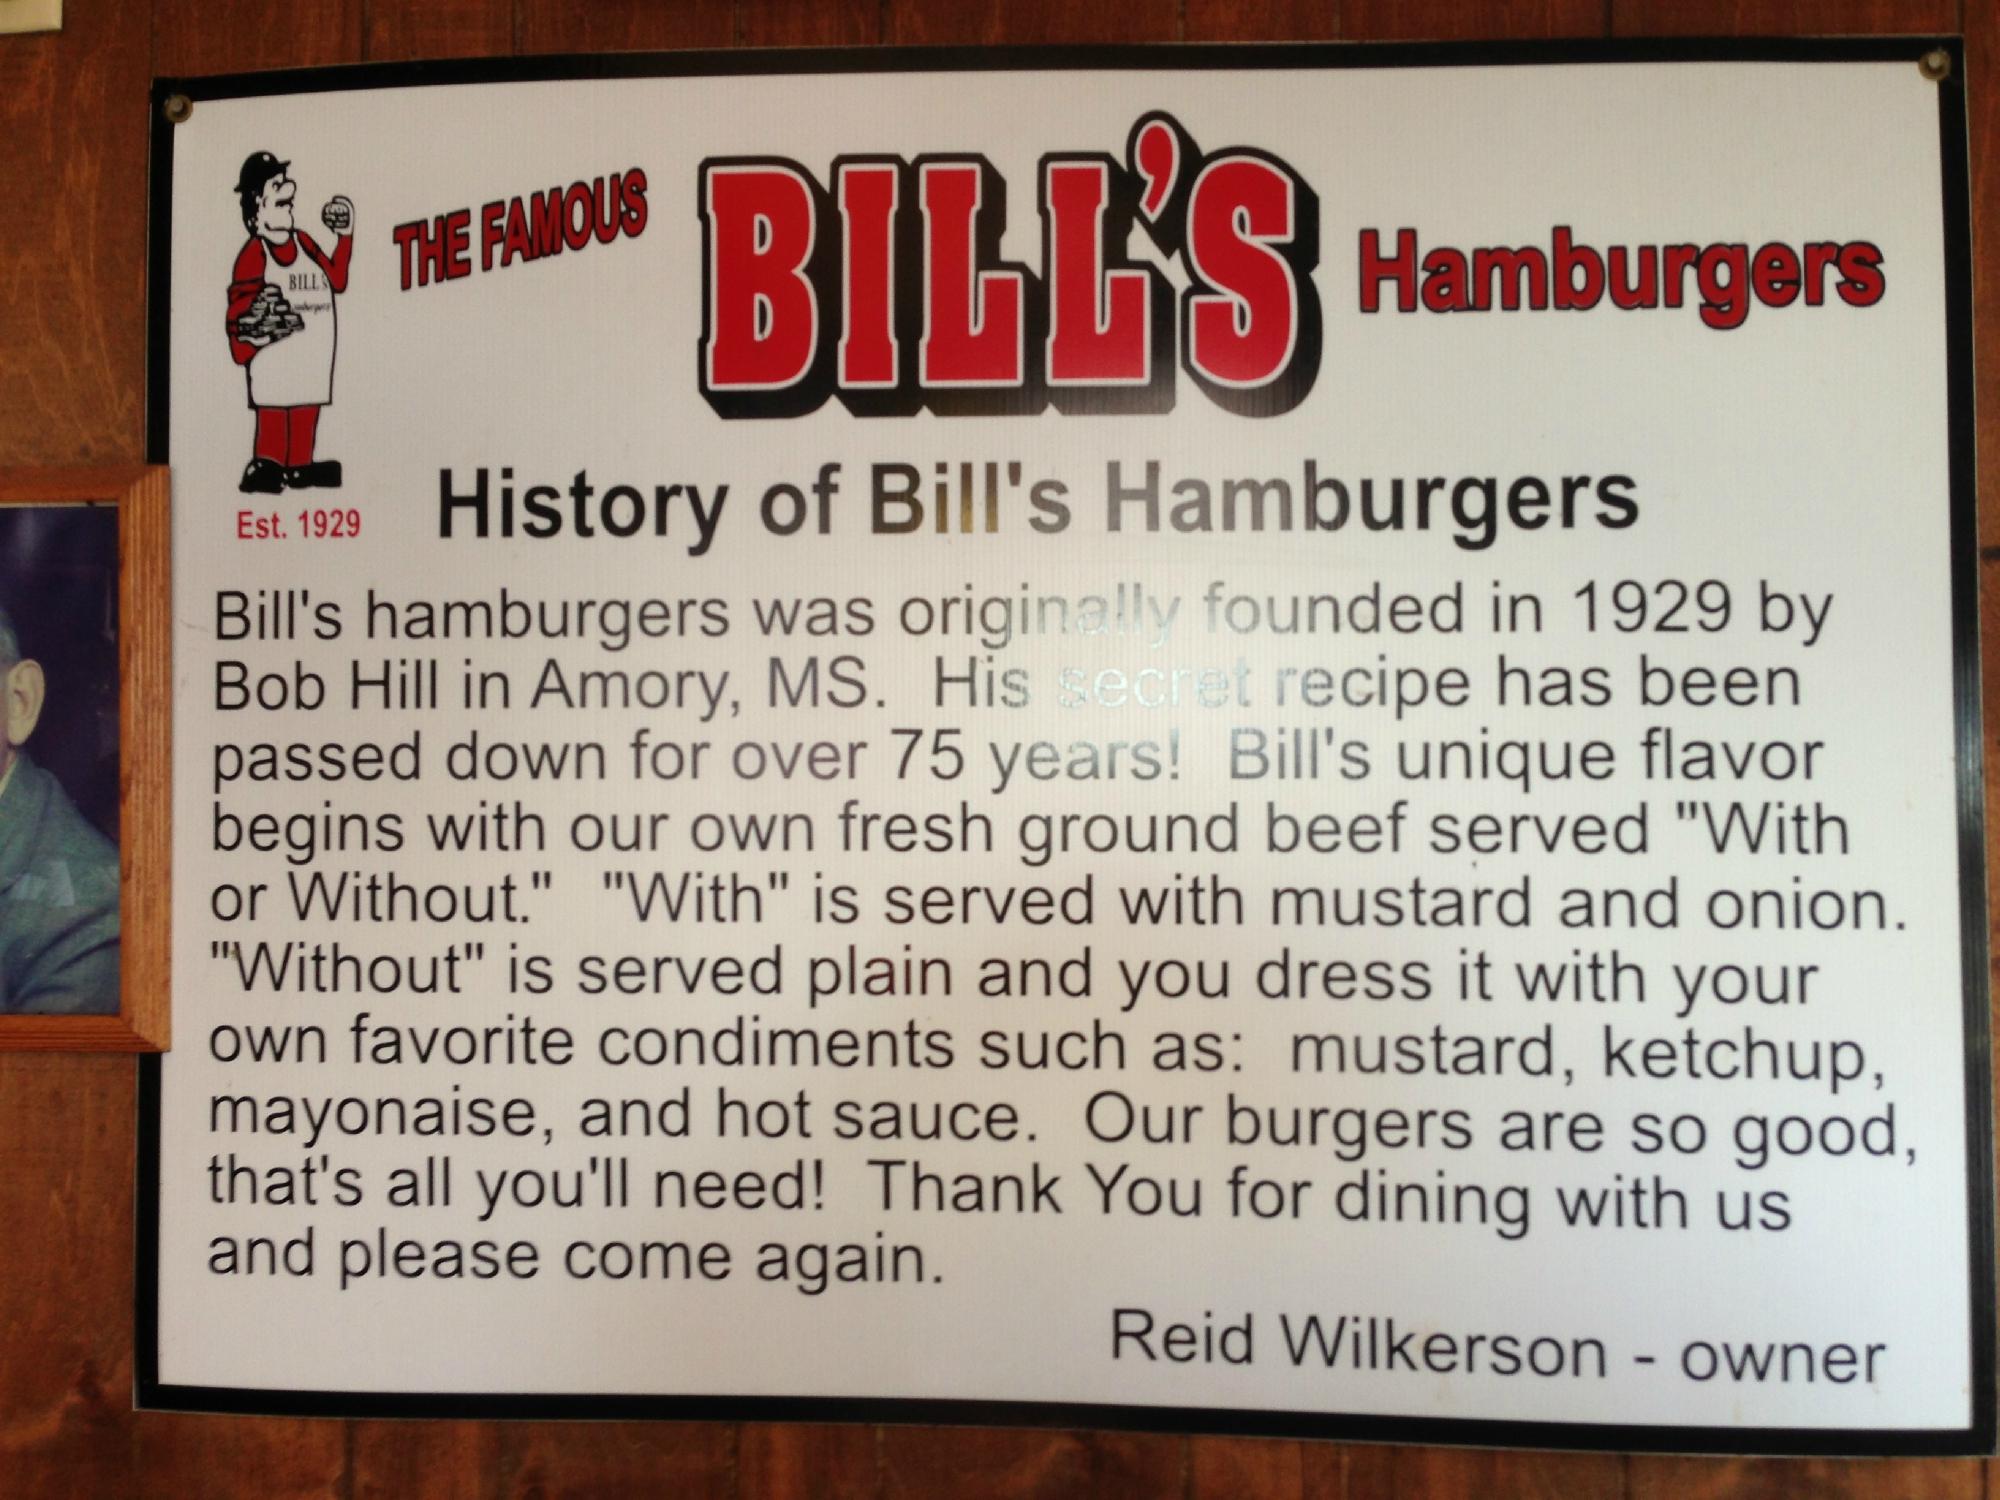 THE FAMOUS BILL'S Hamburgers
BILL'S
Est. 1929
History of Bill's Hamburgers
Bill's hamburgers was originally founded in 1929 by
Bob Hill in Amory, MS. His secret recipe has been
passed down for over 75 years! Bill's unique flavor
begins with our own fresh ground beef served "With
or Without." "With" is served with mustard and onion.
"Without" is served plain and you dress it with your
own favorite condiments such as: mustard, ketchup,
mayonaise, and hot sauce. Our burgers are so good,
that's all you'll need! Thank You for dining with us
and please come again.
Reid Wilkerson - owner